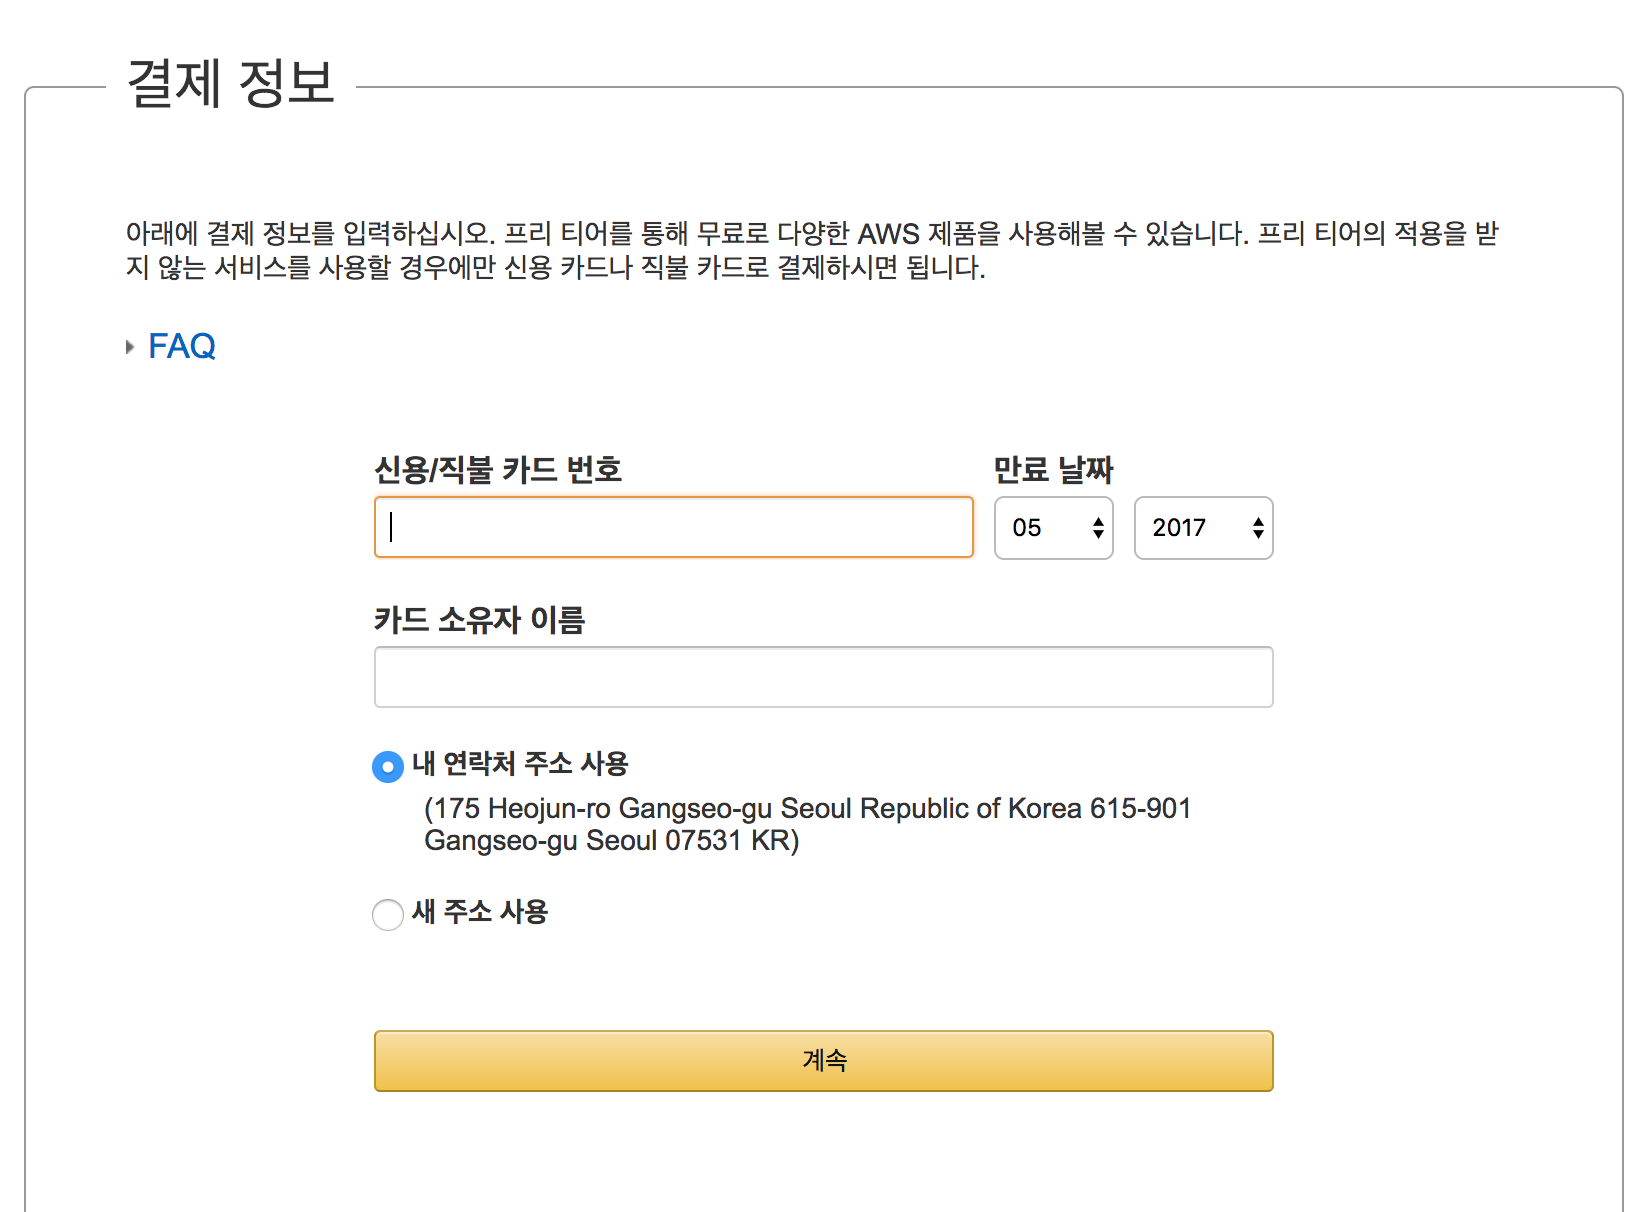 결제 정보
아래에 결제 정보를 입력하십시오. 프리 티어를 통해 무료로 다양한 AWS 제품을 사용해볼 수 있습니다. 프리 티어의 적용을 받
지 않는 서비스를 사용할 경우에만 신용 카드나 직불 카드로 결제하시면 됩니다.
FAQ
신용/직불 카드 번호 만료 날짜
05 2017
카드 소유자 이름
내 연락처 주소 사용
(175 Heojun-ro Gangseo-gu Seoul Republic of Korea 615-901
Gangseo-gu Seoul 07531 KR)
새 주소 사용
계속